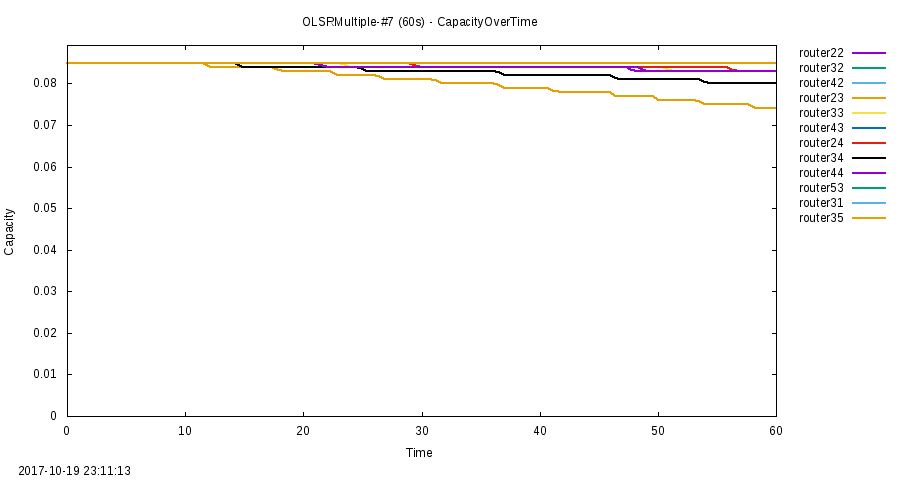 OLSRMultiple-#7 (60s) - CapacityOverTime
router22
router32
router42
router23
router33
router43
router24
router34
router44
router53
router31
router35
0.08
0.07
0.06
0.05
0.04
0.03
0.02
0.01
0
Capacity
0 10 20 30 40 50 60
Time
2017-10-19 23:11:13